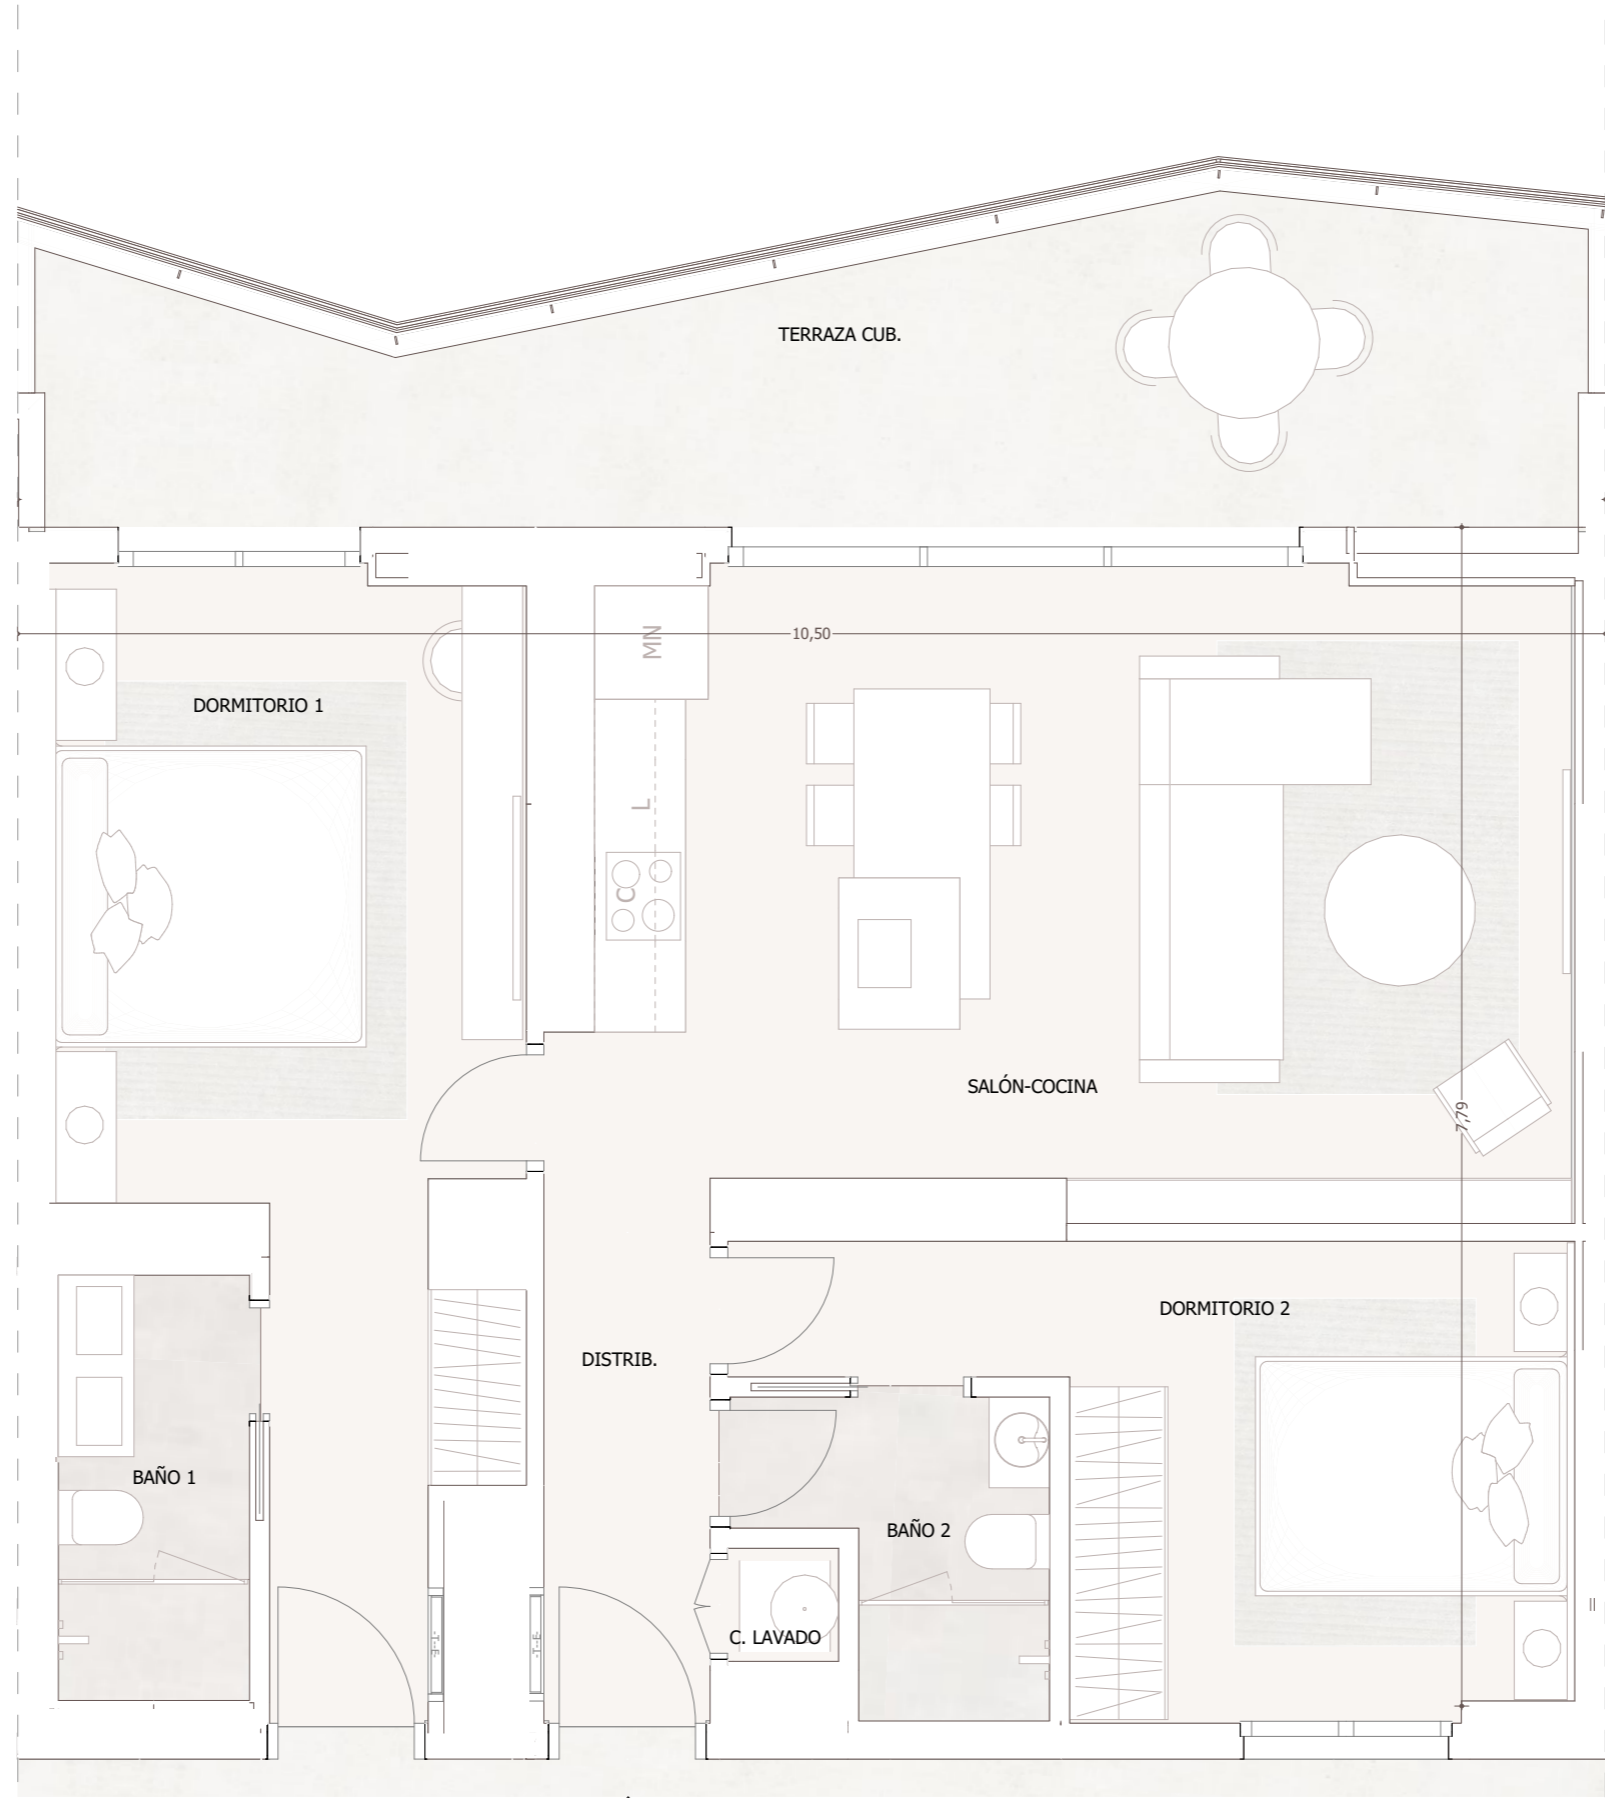 TERRAZA CUB.
10,50
MN
DORMITORIO 1
L
C
SALÓN-COCINA
7,79
DORMITORIO 2
DISTRIB.
BAÑO 1
BAÑO 2
C. LAVADO